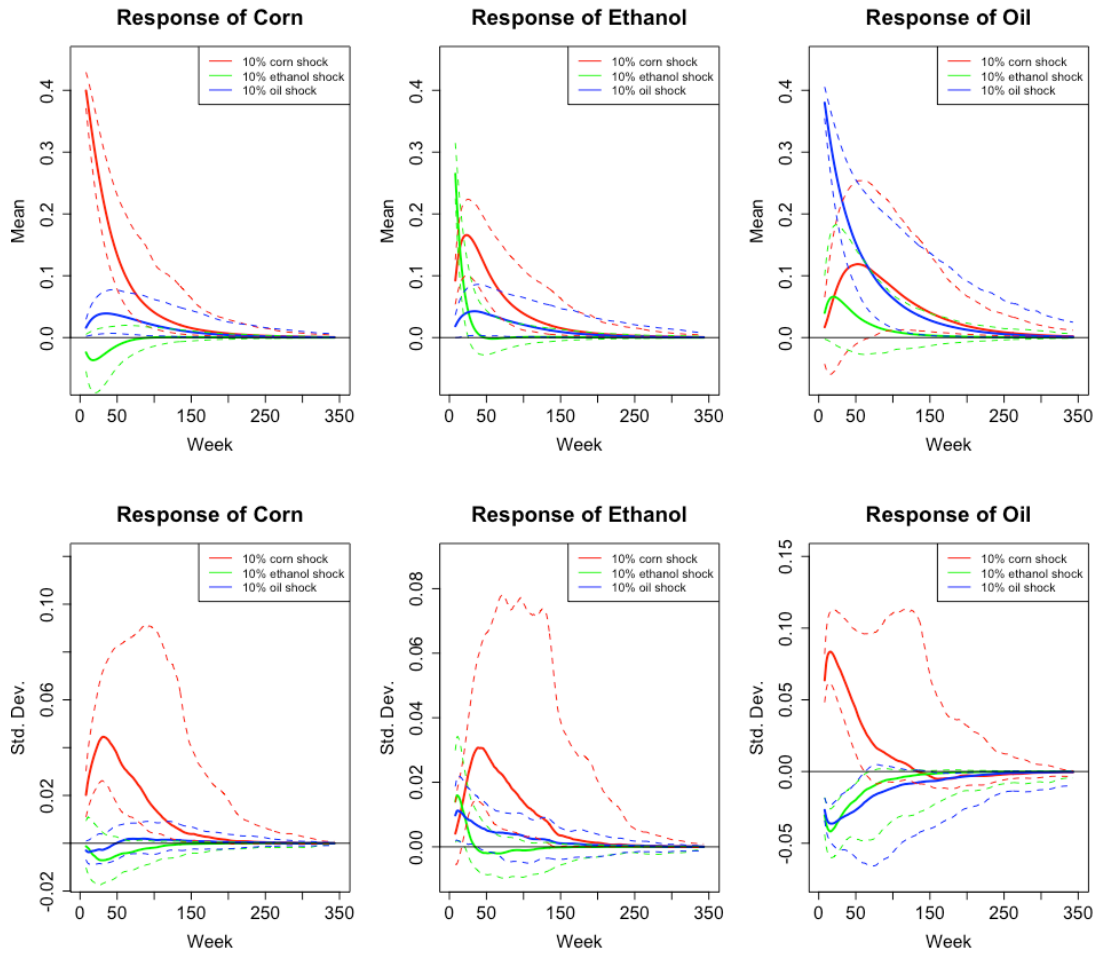 Response of Corn
Mean
0.0 0.1 0.2 0.3 0.4
10% corn shock
10% ethanol shock
10% oil shock
0 50 150 250 350
Week
Response of Ethanol
Mean
0.0 0.1 0.2 0.3 0.4
10% corn shock
10% ethanol shock
10% oil shock
0 50 150 250 350
Week
Response of Oil
Mean
0.0 0.1 0.2 0.3 0.4
10% corn shock
10% ethanol shock
10% oil shock
0 50 150 250 350
Week
Response of Corn
Std. Dev.
-0.02 0.02 0.06 0.10
10% corn shock
10% ethanol shock
10% oil shock
0 50 150 250 350
Week
Response of Ethanol
Std. Dev.
0.00 0.02 0.04 0.06 0.08
10% corn shock
10% ethanol shock
10% oil shock
0 50 150 250 350
Week
Response of Oil
Std. Dev.
-0.05 0.00 0.05 0.10 0.15
10% corn shock
10% ethanol shock
10% oil shock
0 50 150 250 350
Week